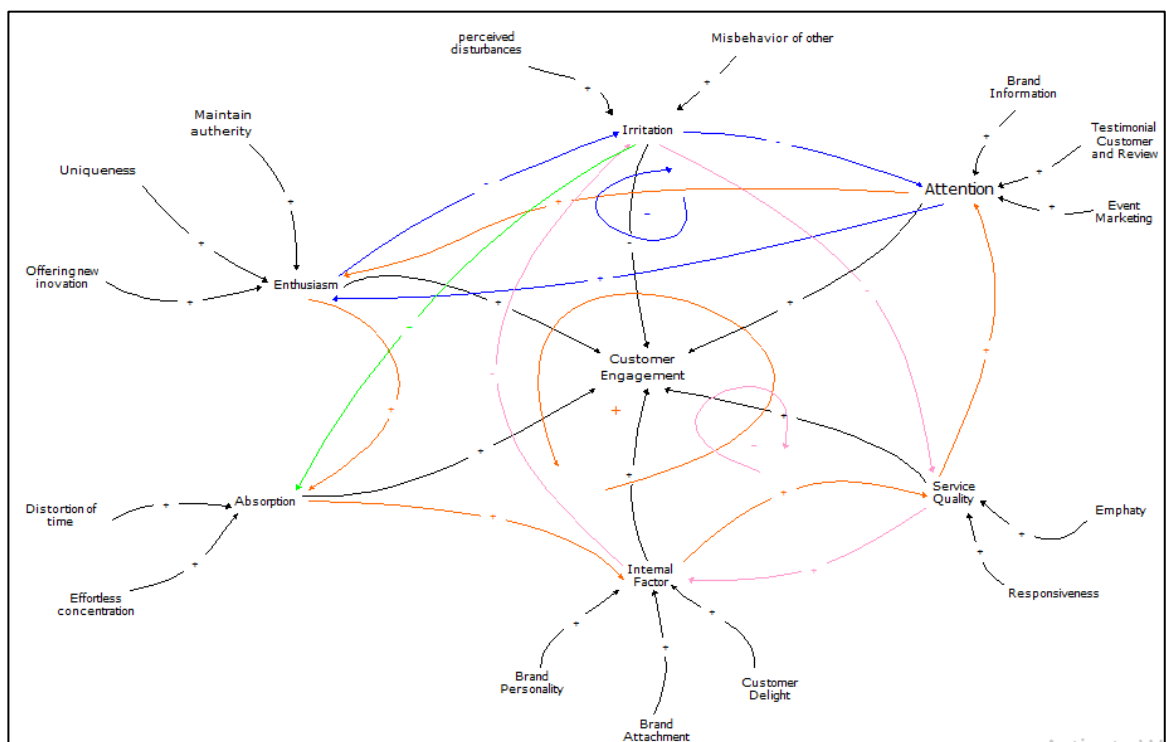 perceived
disturbances
Misbehavior of other
Brand
Information
Maintain
autherity
Irritation
Testimonial
Customer
and Review
Uniqueness
Attention
Event
Marketing
Offering new
inovation
Enthusiasm
Customer
Engagement
+
-
-
Absorption
Service
Quality
Distortion of
time
Emphaty
Internal
Factor
Effortless
concentration
Responsiveness
Brand
Personality
Customer
Delight
Brand
Attachment